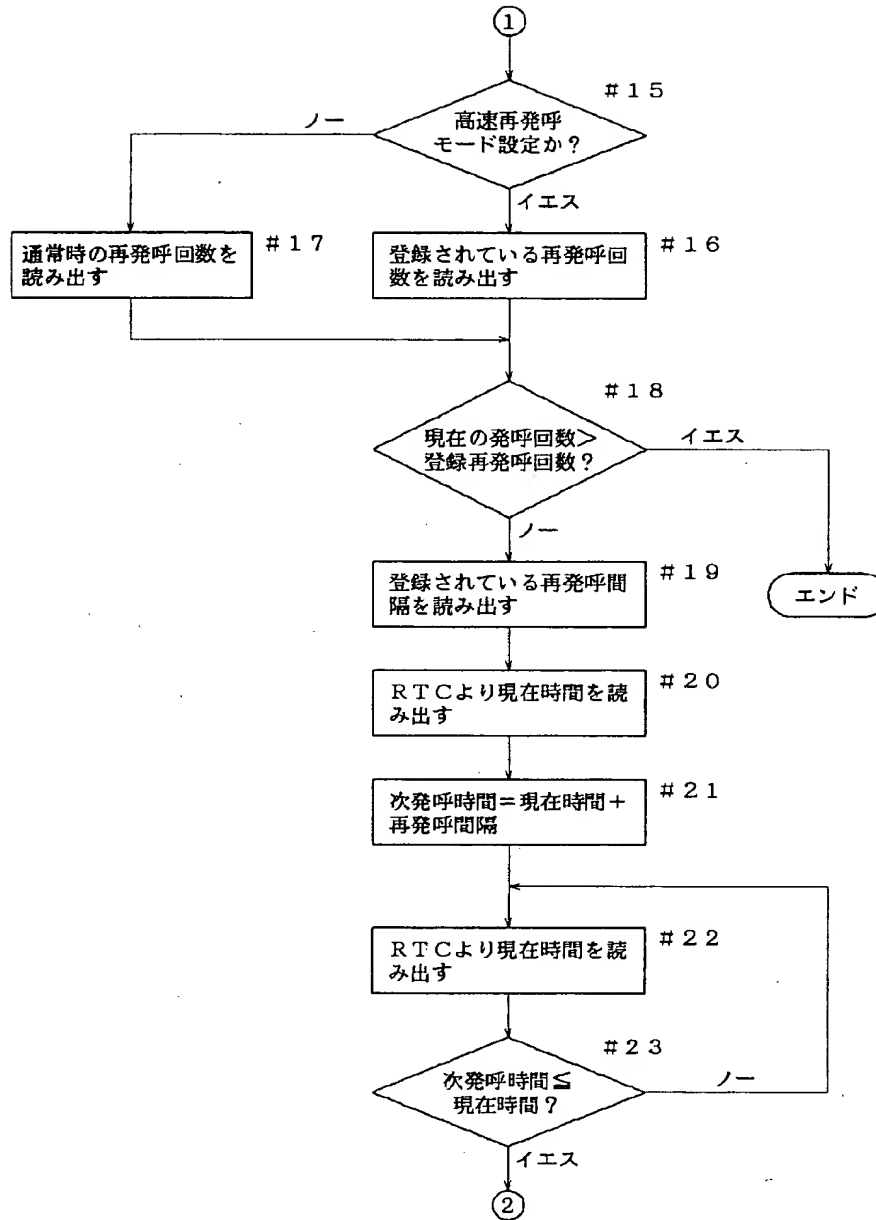 1
#15
ノー
高速再発呼
モード設定か?
イエス
通常時の再発呼回数を
読み出す
#17
登録されている再発呼回
数を読み出す
#16
#18
現在の発呼回数>
登録再発呼回数?
イエス
ノー
登録されている再発呼間
隔を読み出す
#19
エンド
RTCより現在時間を読
み出す
#20
次発呼時間=現在時間+
再発呼間隔
#21
RTCより現在時間を読
み出す
#22
#23
次発呼時間≦
現在時間?
ノー
イエス
2